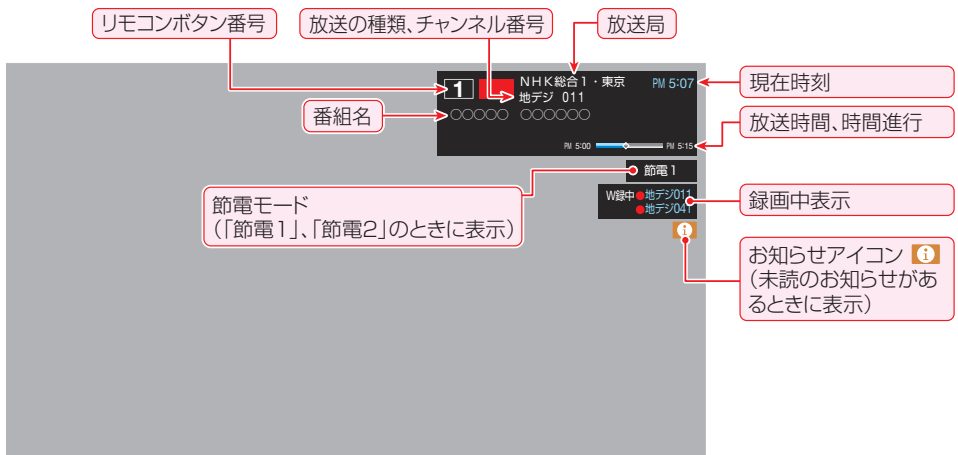 リモコンボタン番号
放送の種類、チャンネル番号
放送局
1
NHK総合1・東京
PM 5:07
地デジ 011
○○○○○ ○○○○○○
PM 5:00
PM 5:15
現在時刻
番組名
放送時間、時間進行
節電1
節電モード
（「節電1」、「節電2」のときに表示）
W録中●地デジ011
●地デジ041
録画中表示
お知らせアイコン
（未読のお知らせがあ
るときに表示）